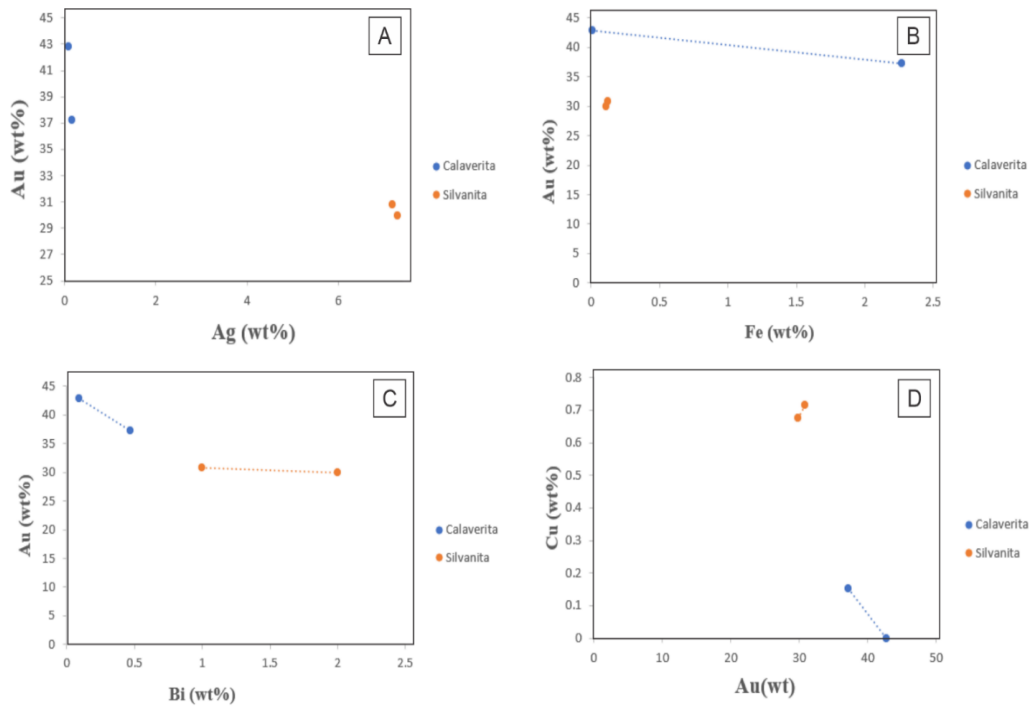 A
45
43
41
39
37
35
33
31
29
27
25
Au (wt%)
0 2 4 6
Ag (wt%)
Calaverita
Silvanita
B
45
40
35
30
25
20
15
10
5
0
Au (wt%)
0 0.5 1 1.5 2 2.5
Fe (wt%)
Calaverita
Silvanita
C
45
40
35
30
25
20
15
10
5
0
Au (wt%)
0 0.5 1 2 2.5
Bi (wt%)
Calaverita
Silvanita
D
0.8
0.7
0.6
0.5
0.4
0.3
0.2
0.1
0
Cu (wt%)
0 10 20 30 40 50
Au(wt)
Calaverita
Silvanita